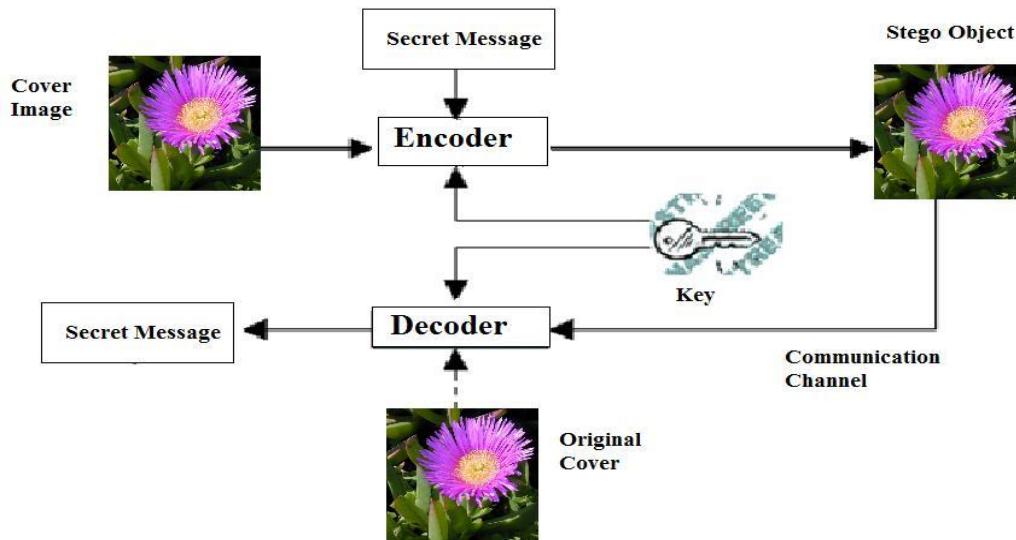 Secret Message
Stego Object
Cover
Image
Encoder
Key
Secret Message
Decoder
Communication
Channel
Original
Cover